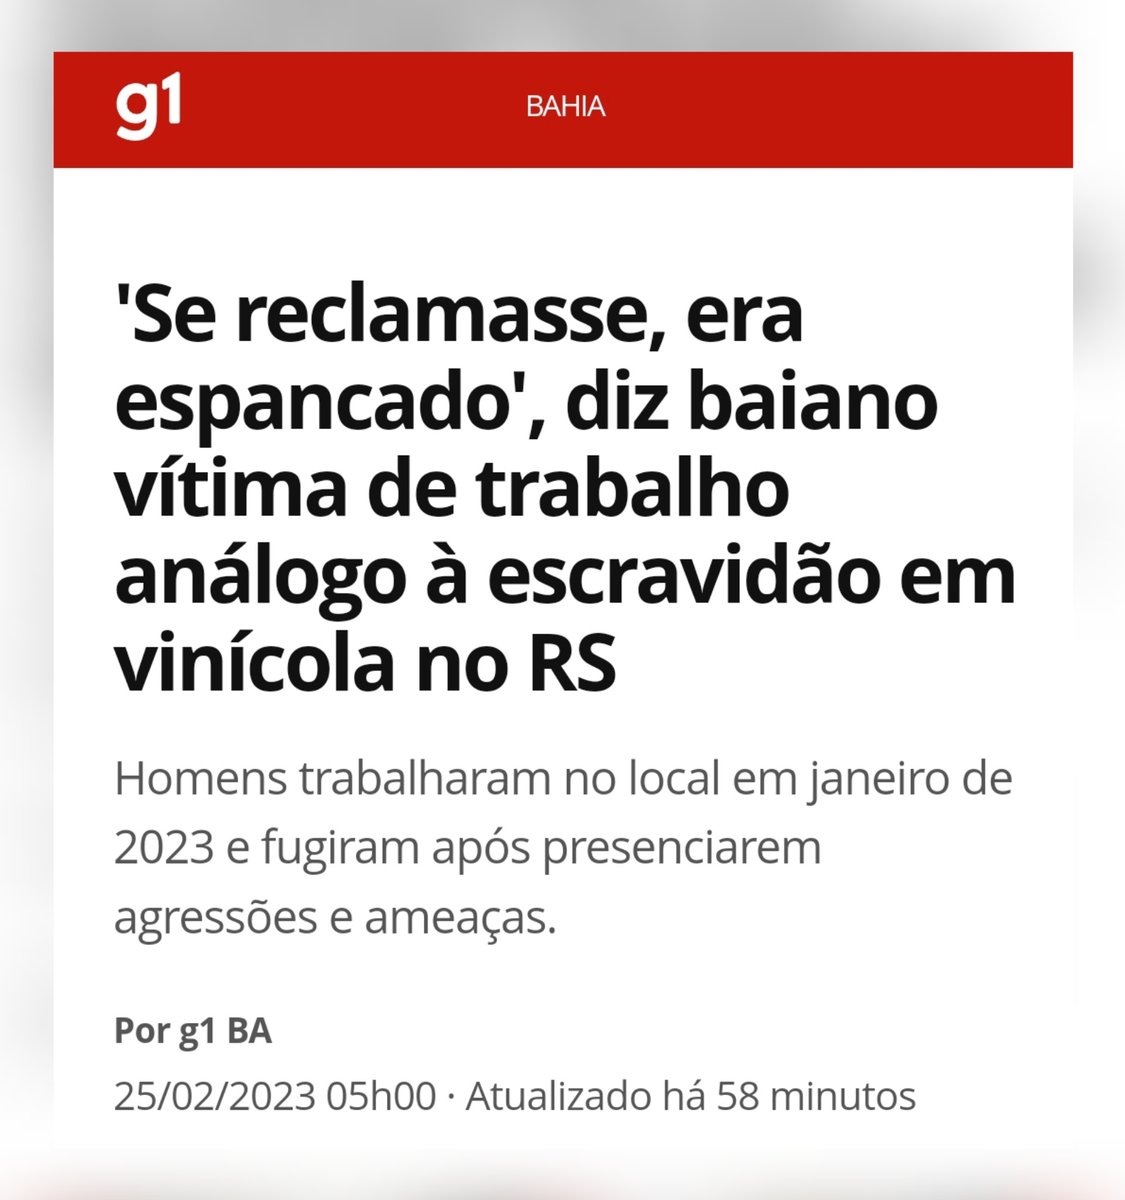 g1
BAHIA
'Se reclamasse, era
espancado', diz baiano
vítima de trabalho
análogo à escravidão em
vinícola no RS
Homens trabalharam no local em janeiro de
2023 e fugiram após presenciarem
agressões e ameaças.
Por g1 BA
25/02/2023 05h00 · Atualizado há 58 minutos